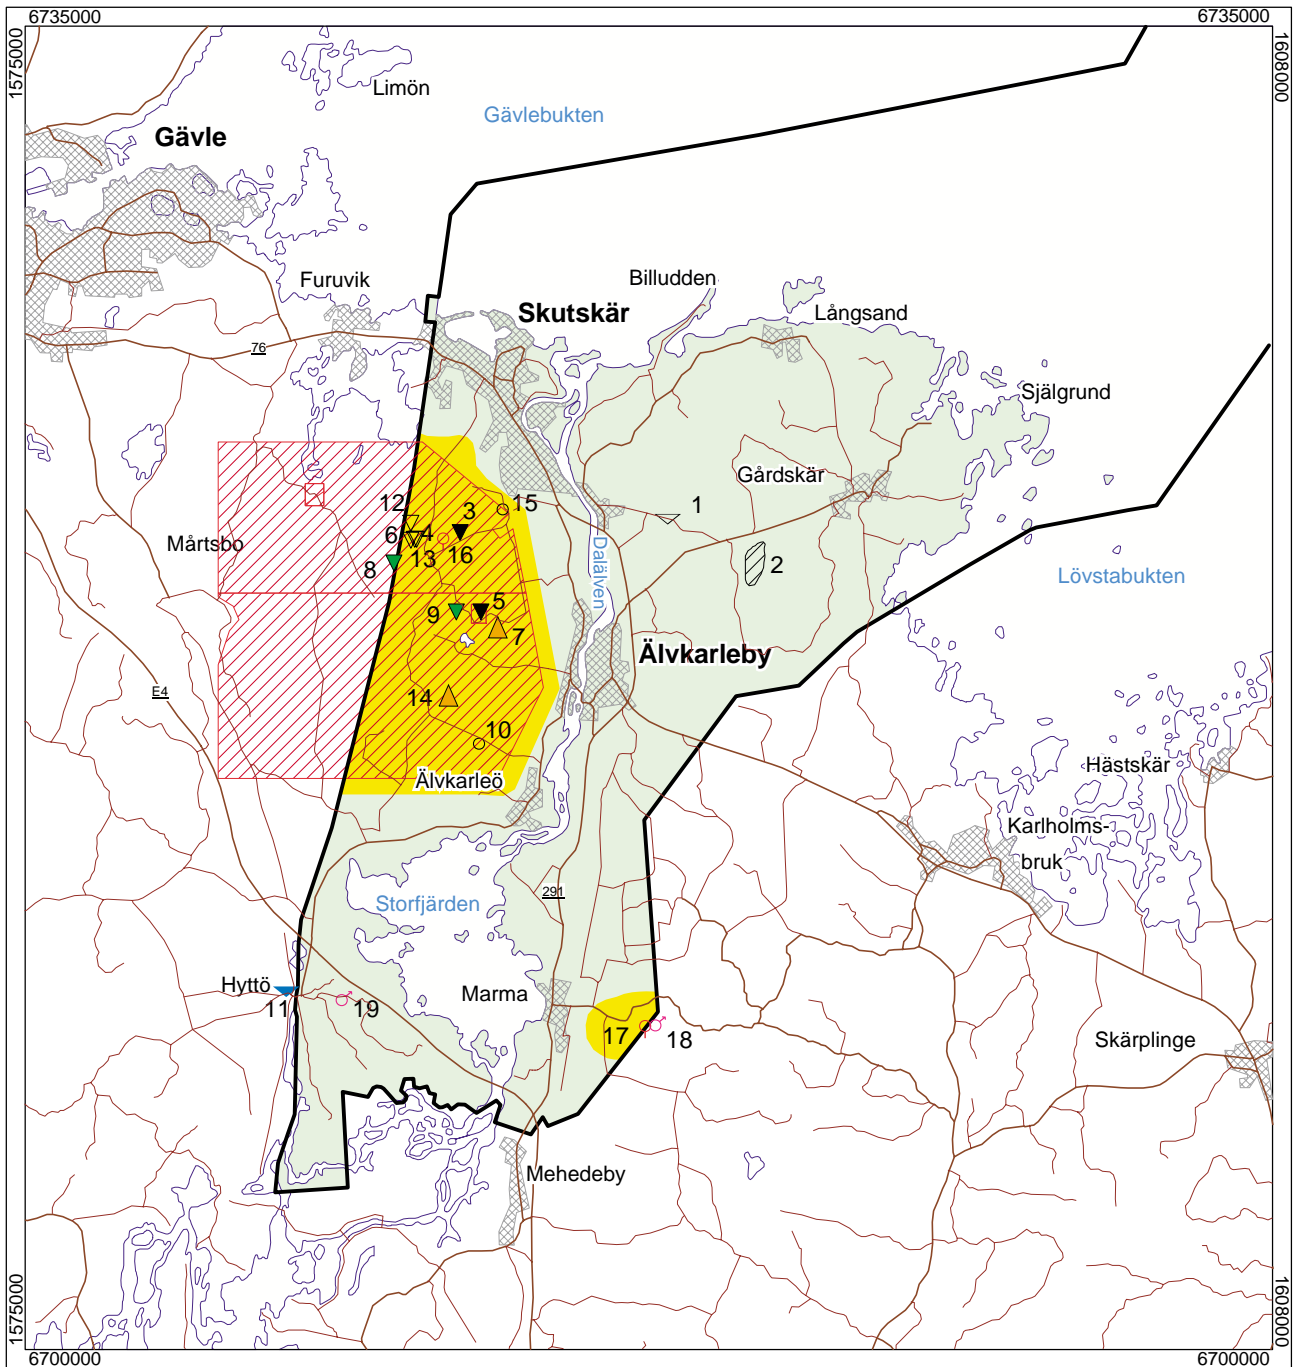 6735000
6735000
1575000
1608000
Limön
Gävlebukten
Gävle
Furuvik
Billudden
Skutskär
Långsand
76
Själgrund
Gårdskär
12
3
15
1
6
4
Mårtsbo
13
16
8
2
Dalälven
Lövstabukten
9
5
7
Älvkarleby
E4
14
10
Älvkarleö
Hästskär
Karlholms-
bruk
291
Storfjärden
Hyttö
Marma
11
19
17
18
Skärplinge
Mehedeby
1575000
1608000
6700000
6700000